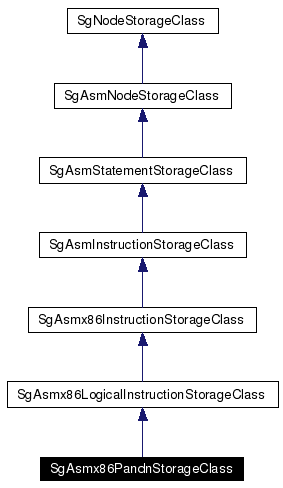 SgNodeStorageClass
SgAsmNodeStorageClass
SgAsmStatementStorageClass
SgAsmInstructionStorageClass
SgAsmx86InstructionStorageClass
SgAsmx86LogicalInstructionStorageClass
SgAsmx86PandnStorageClass